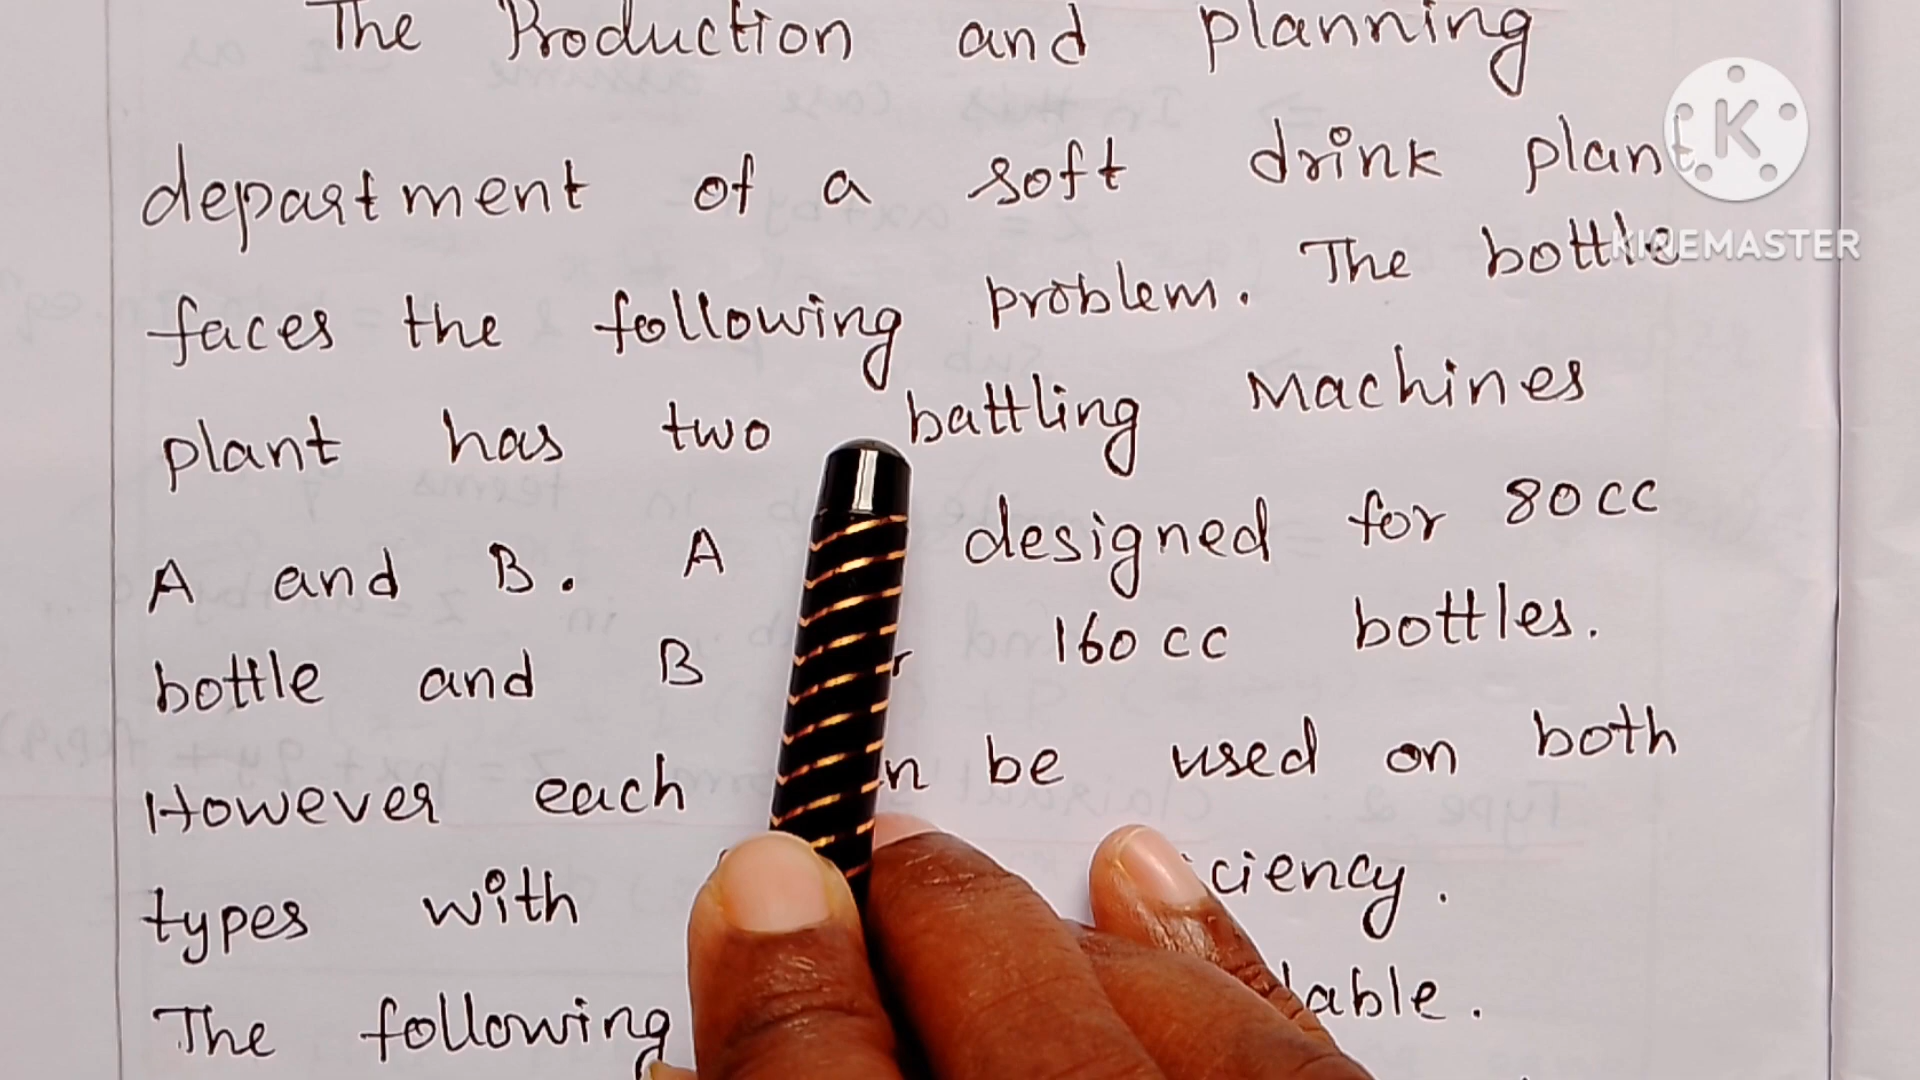 The Production and planning
department of a soft drink plant
faces the following problem. The bottle
plant has two battling Machines
A and B. A designed for 80cc
bottle and B 160 cc bottles.
However each be used on both
types with
The following
K
KINEMASTER